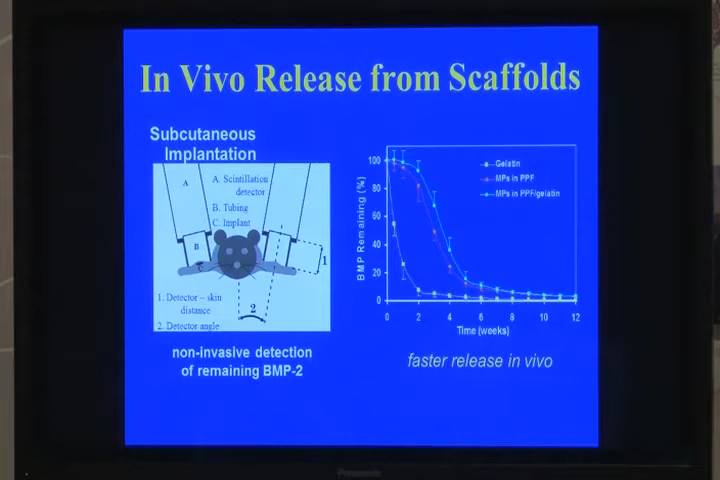 In Vivo Release from Scaffolds
Subcutaneous
Implantation
A
A. Scintillation
detector
B. Tubing
C. Implant
B
C
1
1. Detector – skin
distance
2. Detector angle
2
non-invasive detection
of remaining BMP-2
BMP Remaining (%)
100
80
60
40
20
0
Gelatin
MPs in PPF
MPs in PPF/gelatin
0 2 4 6 8 10 12
Time (weeks)
faster release in vivo
Panasonic